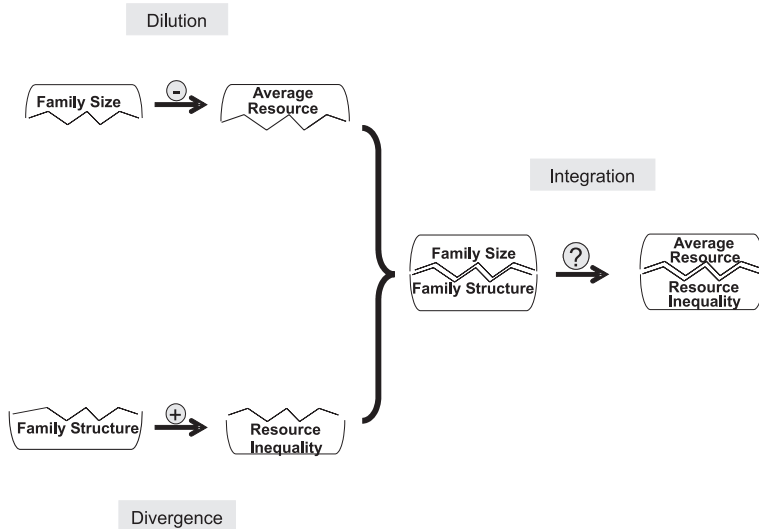 Dilution
Family Size
-
Average
Resource
Integration
Family Size
Family Structure
?
Average
Resource
Resource
Inequality
Family Structure
+
Resource
Inequality
Divergence